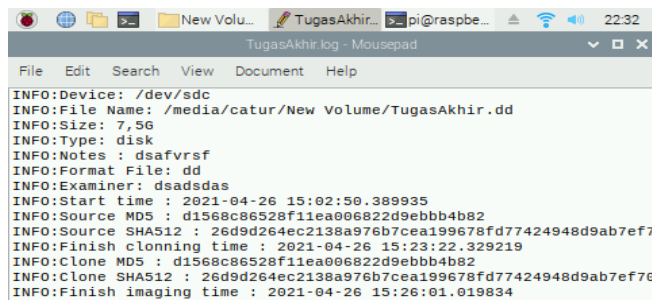 New Volu... TugasAkhir... pi@raspbe... 22:32
TugasAkhir.log - Mousepad
File Edit Search View Document Help
INFO:Device: /dev/sdc
INFO:File Name: /media/catur/New Volume/TugasAkhir.dd
INFO:Size: 7,5G
INFO:Type: disk
INFO:Notes : dsafvrsf
INFO:Format File: dd
INFO:Examiner: dsadsdas
INFO:Start time : 2021-04-26 15:02:50.389935
INFO:Source MD5 : d1568c86528f11ea006822d9ebbb4b82
INFO:Source SHA512 : 26d9d264ec2138a976b7cea199678fd77424948d9ab7ef7
INFO:Finish clonning time : 2021-04-26 15:23:22.329219
INFO:Clone MD5 : d1568c86528f11ea006822d9ebbb4b82
INFO:Clone SHA512 : 26d9d264ec2138a976b7cea199678fd77424948d9ab7ef70
INFO:Finish imaging time : 2021-04-26 15:26:01.019834